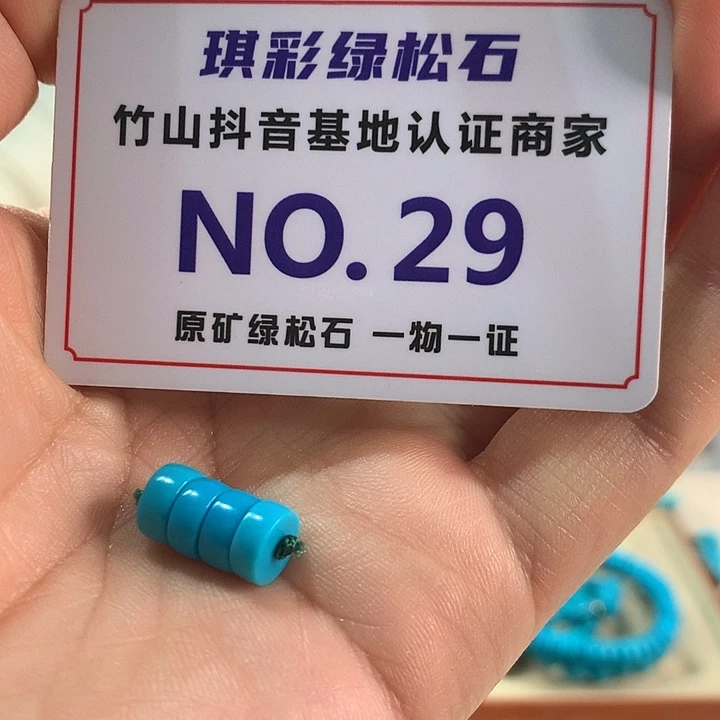 琪彩绿松石
竹山抖音基地认证商家
NO.29
原矿绿松石 一物一证